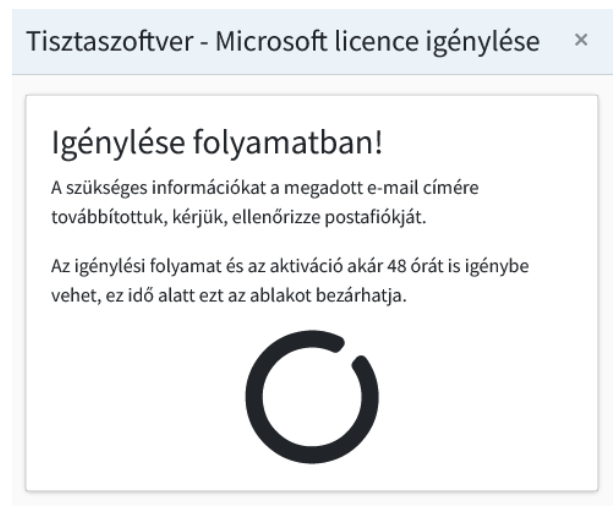 Tisztaszoftver - Microsoft licence igénylése ×
Igénylése folyamatban!
A szükséges információkat a megadott e-mail címére
továbbítottuk, kérjük, ellenőrizze postafiókját.
Az igénylési folyamat és az aktiváció akár 48 órát is igénybe
vehet, ez idő alatt ezt az ablakot bezárhatja.